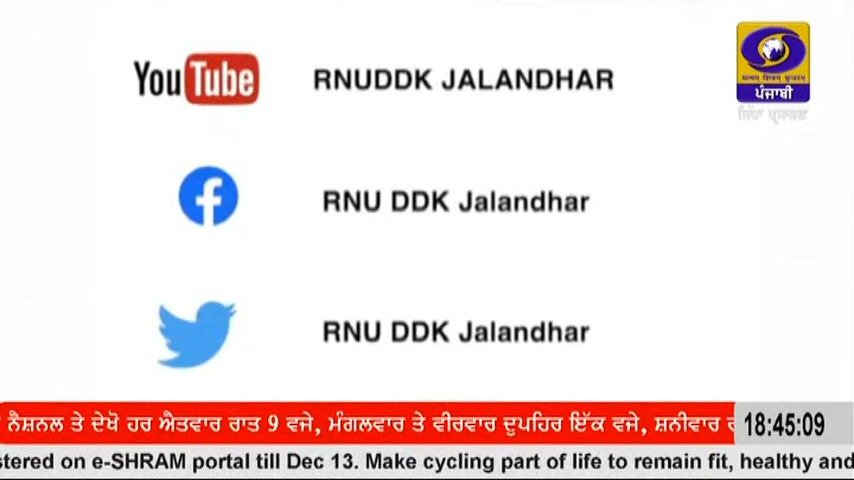 YouTube RNUDDK JALANDHAR
ਪੰਜਾਬੀ
ਸਿੱਧਾ ਪ੍ਰਸਾਰਣ
RNU DDK Jalandhar
RNU DDK Jalandhar
ਨੈਸ਼ਨਲ ਤੇ ਦੇਖੋ ਹਰ ਐਤਵਾਰ ਰਾਤ 9 ਵਜੇ, ਮੰਗਲਵਾਰ ਤੇ ਵੀਰਵਾਰ ਦੁਪਹਿਰ ਇੱਕ ਵਜੇ, ਸ਼ਨੀਵਾਰ 18:45:09
stered on e-SHRAM portal till Dec 13. Make cycling part of life to remain fit, healthy and